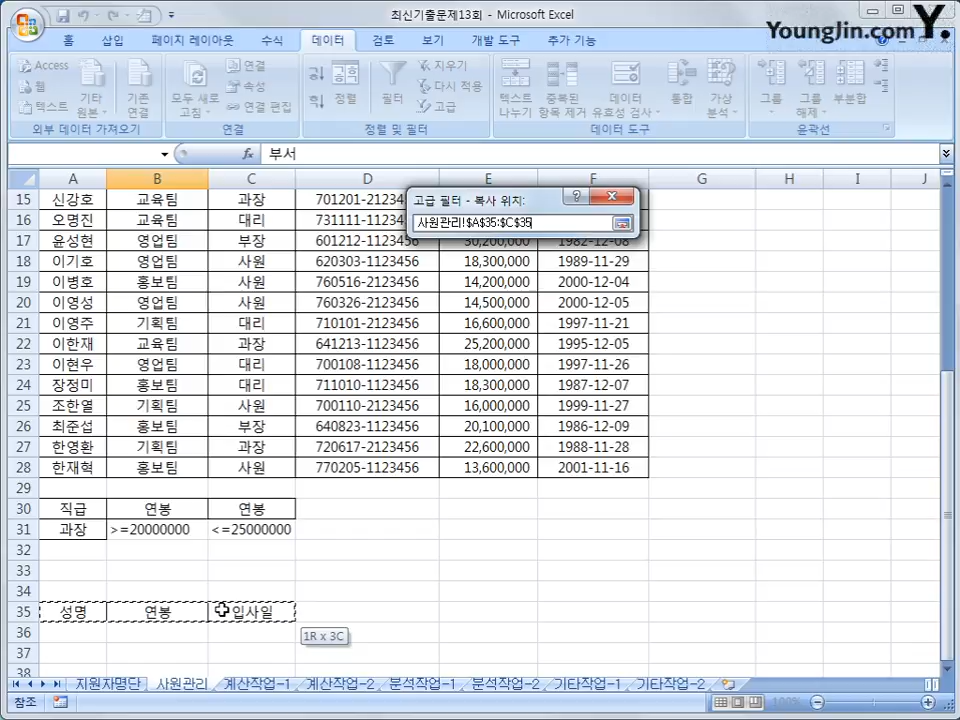 최신기출문제13회 - Microsoft Excel
YoungJin.com Y.
홈 삽입 페이지 레이아웃 수식 데이터 검토 보기 개발 도구 추가 기능
Access 웹 텍스트 기타 원본 기존 연결 외부 데이터 가져오기
모두 새로 고침 연결 속성 연결 편집 연결
정렬 필터 지우기 다시 적용 고급 정렬 및 필터
텍스트 나누기 중복된 항목 제거 데이터 유효성 검사 통합 가상 분석 데이터 도구
그룹 그룹 해제 부분합 윤곽선
fx 부서
고급 필터 - 복사 위치: ?
사원관리!$A$35:$C$35
A B C D E F G H I J
15 신강호 교육팀 과장 701201-21234
16 오명진 교육팀 대리 731111-11234
17 윤성현 영업팀 부장 601212-1123456 30,200,000 1982-12-08
18 이기호 영업팀 사원 620303-1123456 18,300,000 1989-11-29
19 이병호 홍보팀 사원 760516-1123456 14,200,000 2000-12-04
20 이영성 영업팀 사원 760326-1123456 14,500,000 2000-12-05
21 이영주 기획팀 대리 710101-2123456 16,600,000 1997-11-21
22 이한재 교육팀 과장 641213-1123456 25,200,000 1995-12-05
23 이현우 영업팀 대리 700108-1123456 18,000,000 1997-11-26
24 장정미 홍보팀 대리 711010-1123456 18,300,000 1987-12-07
25 조한열 기획팀 사원 700110-2123456 16,000,000 1999-11-27
26 최준섭 홍보팀 부장 640823-1123456 20,100,000 1986-12-09
27 한영환 기획팀 과장 720617-2123456 22,600,000 1988-11-28
28 한재혁 홍보팀 사원 770205-1123456 13,600,000 2001-11-16
29
30 직급 연봉 연봉
31 과장 >=20000000 <=25000000
32
33
34
35 성명 연봉 입사일
36 1R x 3C
37
38
지원자명단 사원관리 계산작업-1 계산작업-2 분석작업-1 분석작업-2 기타작업-1 기타작업-2
참조 100%